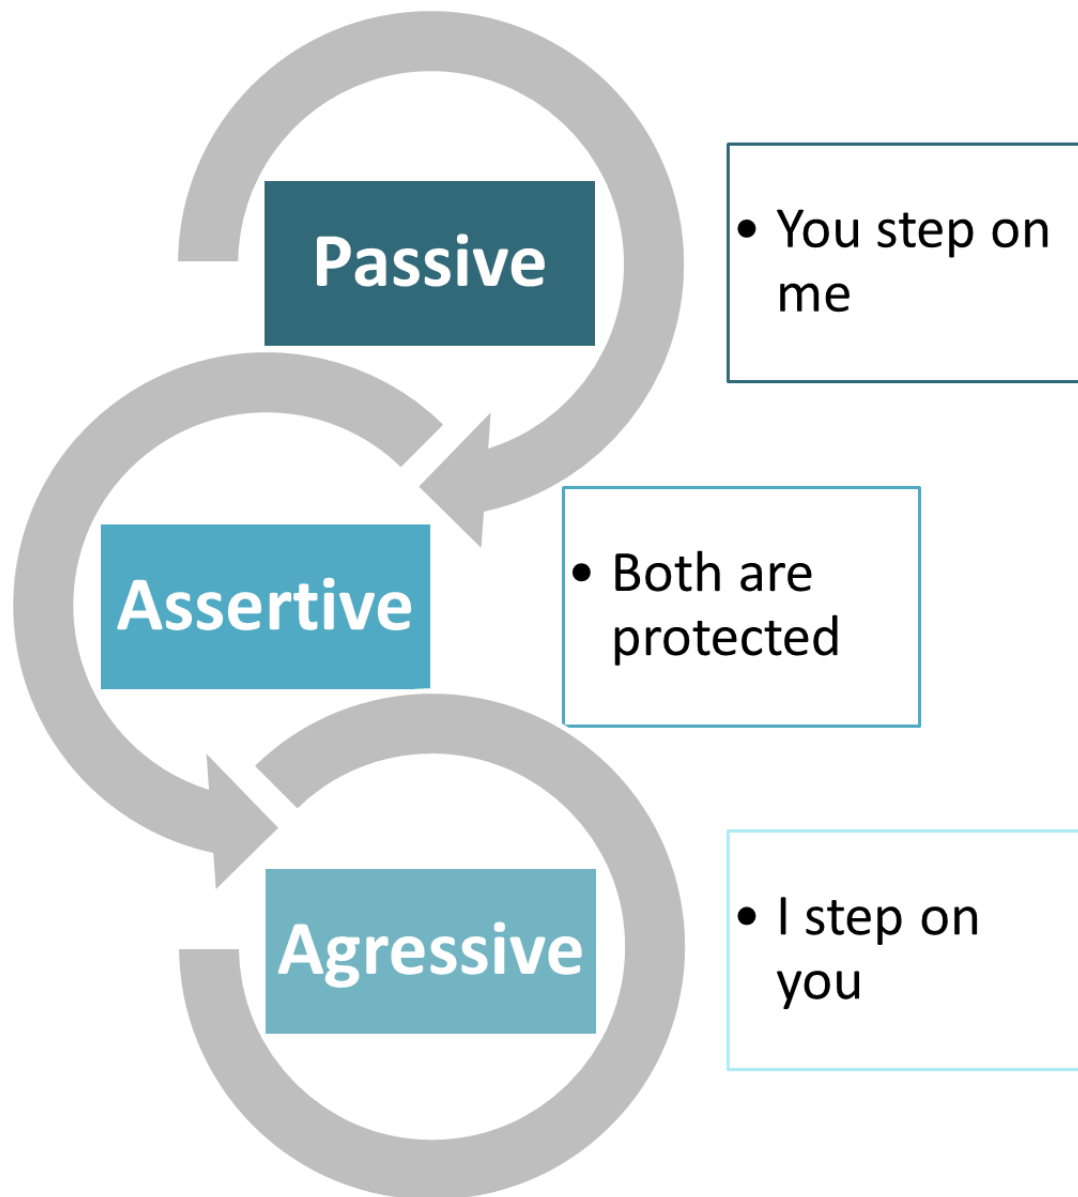 Passive
• You step on
me
Assertive
• Both are
protected
Agressive
• I step on
you